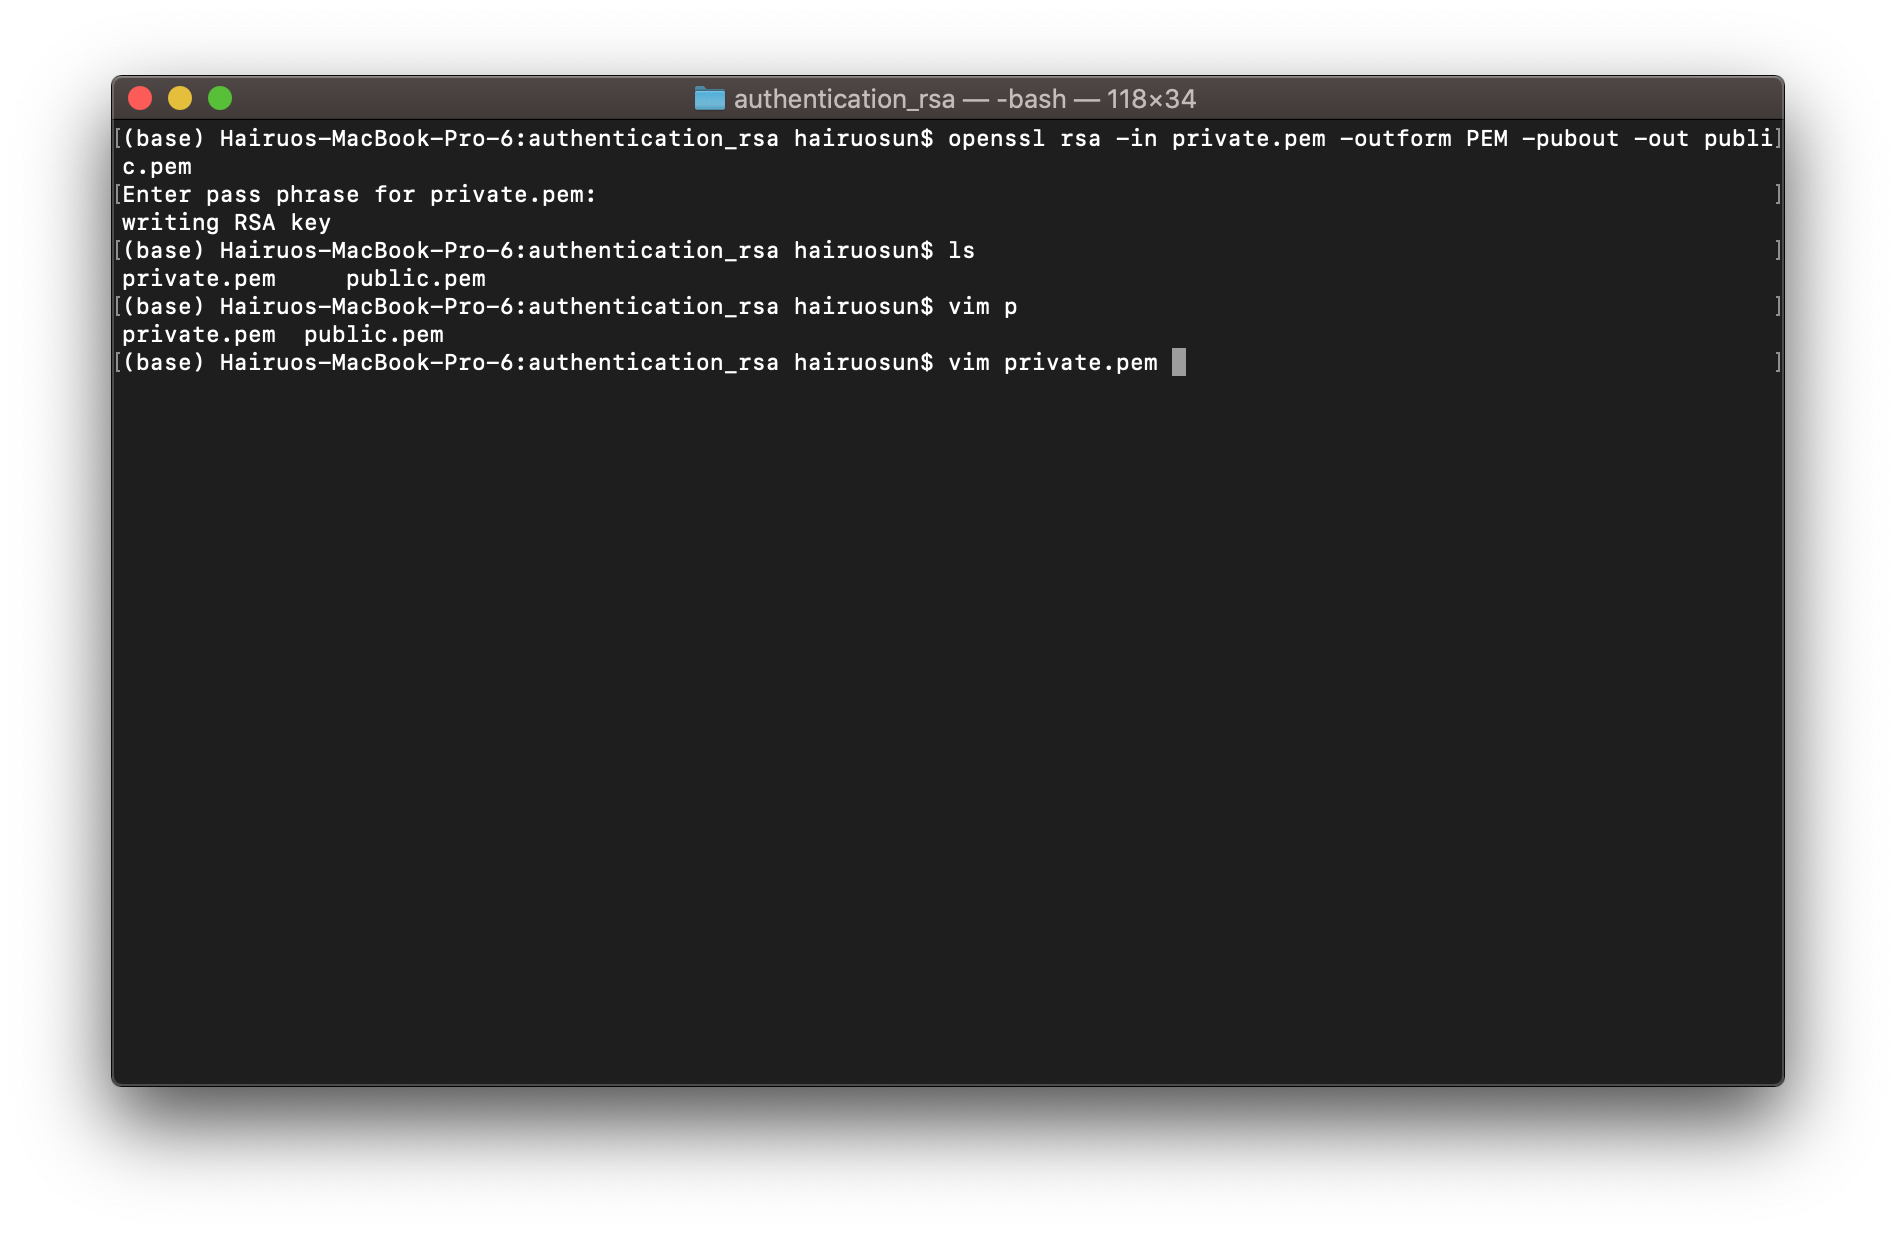 authentication_rsa — -bash — 118×34
[(base) Hairuos-MacBook-Pro-6:authentication_rsa hairuosun$ openssl rsa -in private.pem -outform PEM -pubout -out publi]
c.pem
[Enter pass phrase for private.pem: ]
writing RSA key
[(base) Hairuos-MacBook-Pro-6:authentication_rsa hairuosun$ ls ]
private.pem     public.pem
[(base) Hairuos-MacBook-Pro-6:authentication_rsa hairuosun$ vim p ]
private.pem  public.pem
[(base) Hairuos-MacBook-Pro-6:authentication_rsa hairuosun$ vim private.pem ]